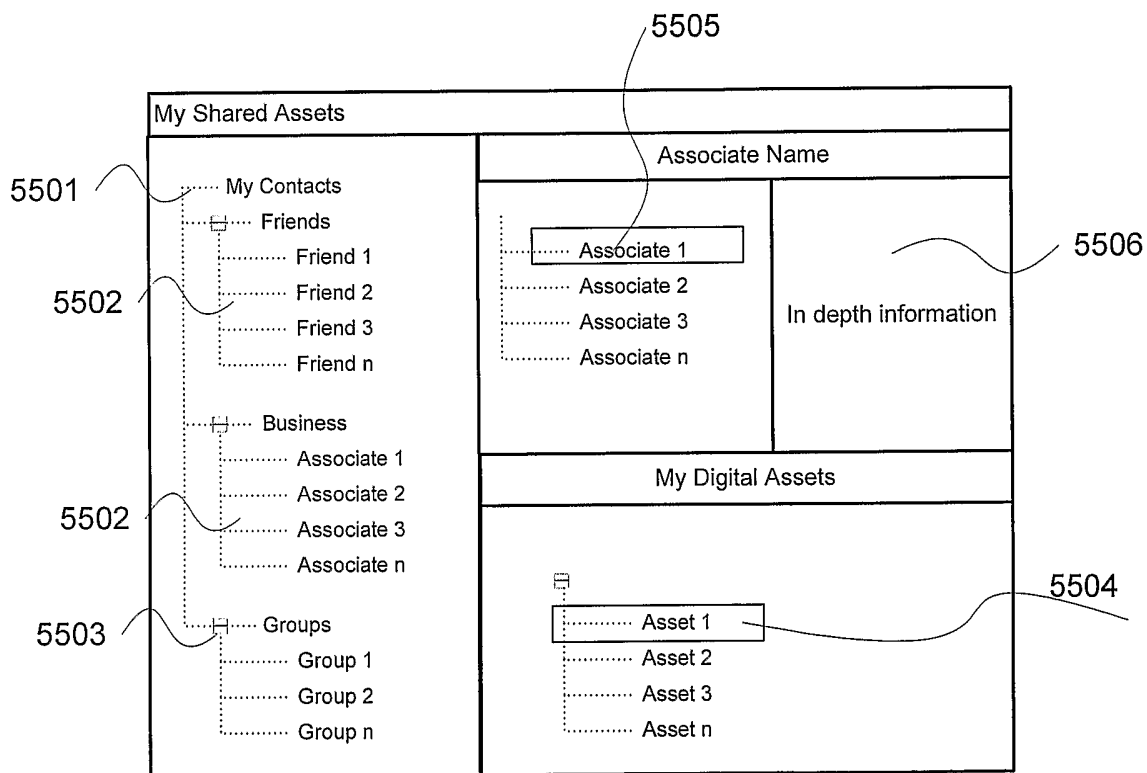 5505
My Shared Assets
5501
My Contacts
Friends
Friend 1
5502
Friend 2
Friend 3
Friend n
Business
Associate 1
Associate 2
5502
Associate 3
Associate n
5503
Groups
Group 1
Group 2
Group n
Associate Name
Associate 1
Associate 2
Associate 3
Associate n
5506
In depth information
My Digital Assets
5504
Asset 1
Asset 2
Asset 3
Asset n